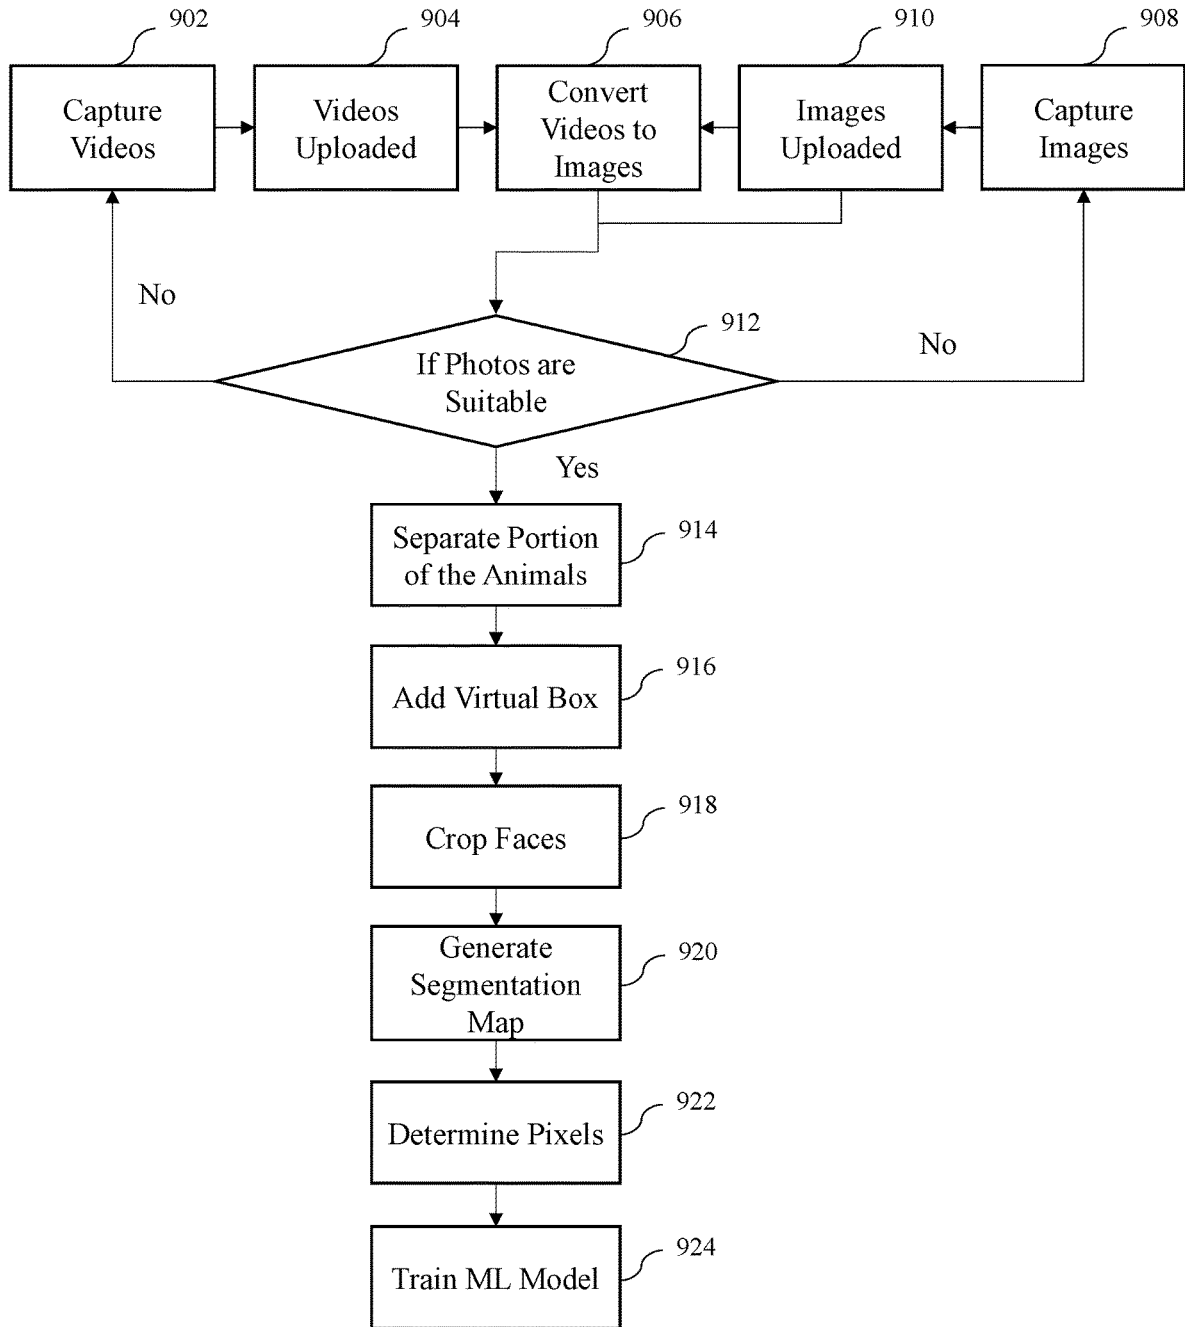 902
904
906
910
908
Capture
Videos
Videos
Uploaded
Convert
Videos to
Images
Images
Uploaded
Capture
Images
No
912
No
If Photos are
Suitable
Yes
Separate Portion
of the Animals
914
Add Virtual Box
916
Crop Faces
918
Generate
Segmentation
Map
920
Determine Pixels
922
Train ML Model
924